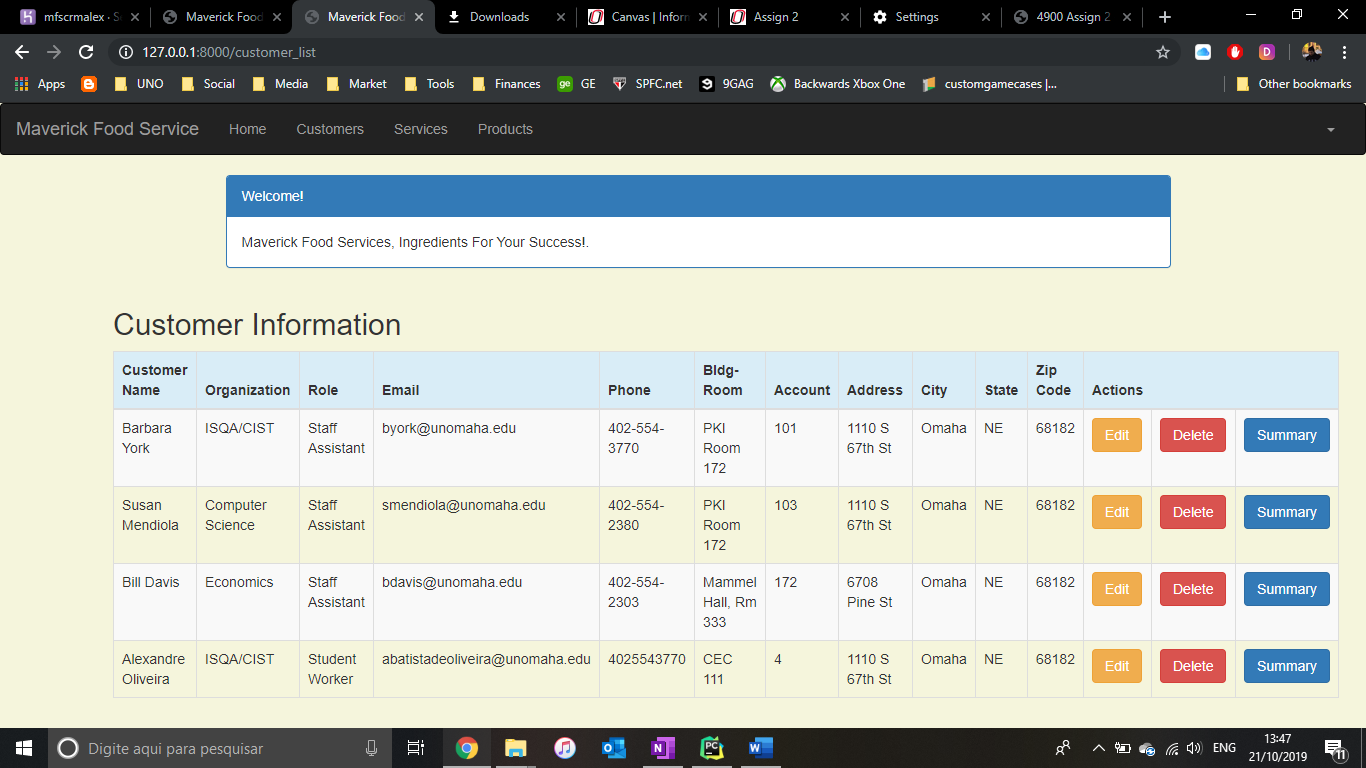 mfscrmalex · S
Maverick Food
Maverick Food
Downloads
Canvas | Inform
Assign 2
Settings
4900 Assign 2
127.0.0.1:8000/customer_list
Apps UNO Social Media Market Tools Finances ge GE SPFC.net 9GAG Backwards Xbox One customgamecases |... Other bookmarks
Maverick Food Service Home Customers Services Products
Welcome!
Maverick Food Services, Ingredients For Your Success!.
Customer Information
Customer Name Organization Role Email Phone Bldg-Room Account Address City State Zip Code Actions
Barbara York ISQA/CIST Staff Assistant byork@unomaha.edu 402-554-3770 PKI Room 172 101 1110 S 67th St Omaha NE 68182 Edit Delete Summary
Susan Mendiola Computer Science Staff Assistant smendiola@unomaha.edu 402-554-2380 PKI Room 172 103 1110 S 67th St Omaha NE 68182 Edit Delete Summary
Bill Davis Economics Staff Assistant bdavis@unomaha.edu 402-554-2303 Mammel Hall, Rm 333 172 6708 Pine St Omaha NE 68182 Edit Delete Summary
Alexandre Oliveira ISQA/CIST Student Worker abatistadeoliveira@unomaha.edu 4025543770 CEC 111 4 1110 S 67th St Omaha NE 68182 Edit Delete Summary
Digite aqui para pesquisar
ENG
13:47
21/10/2019
11